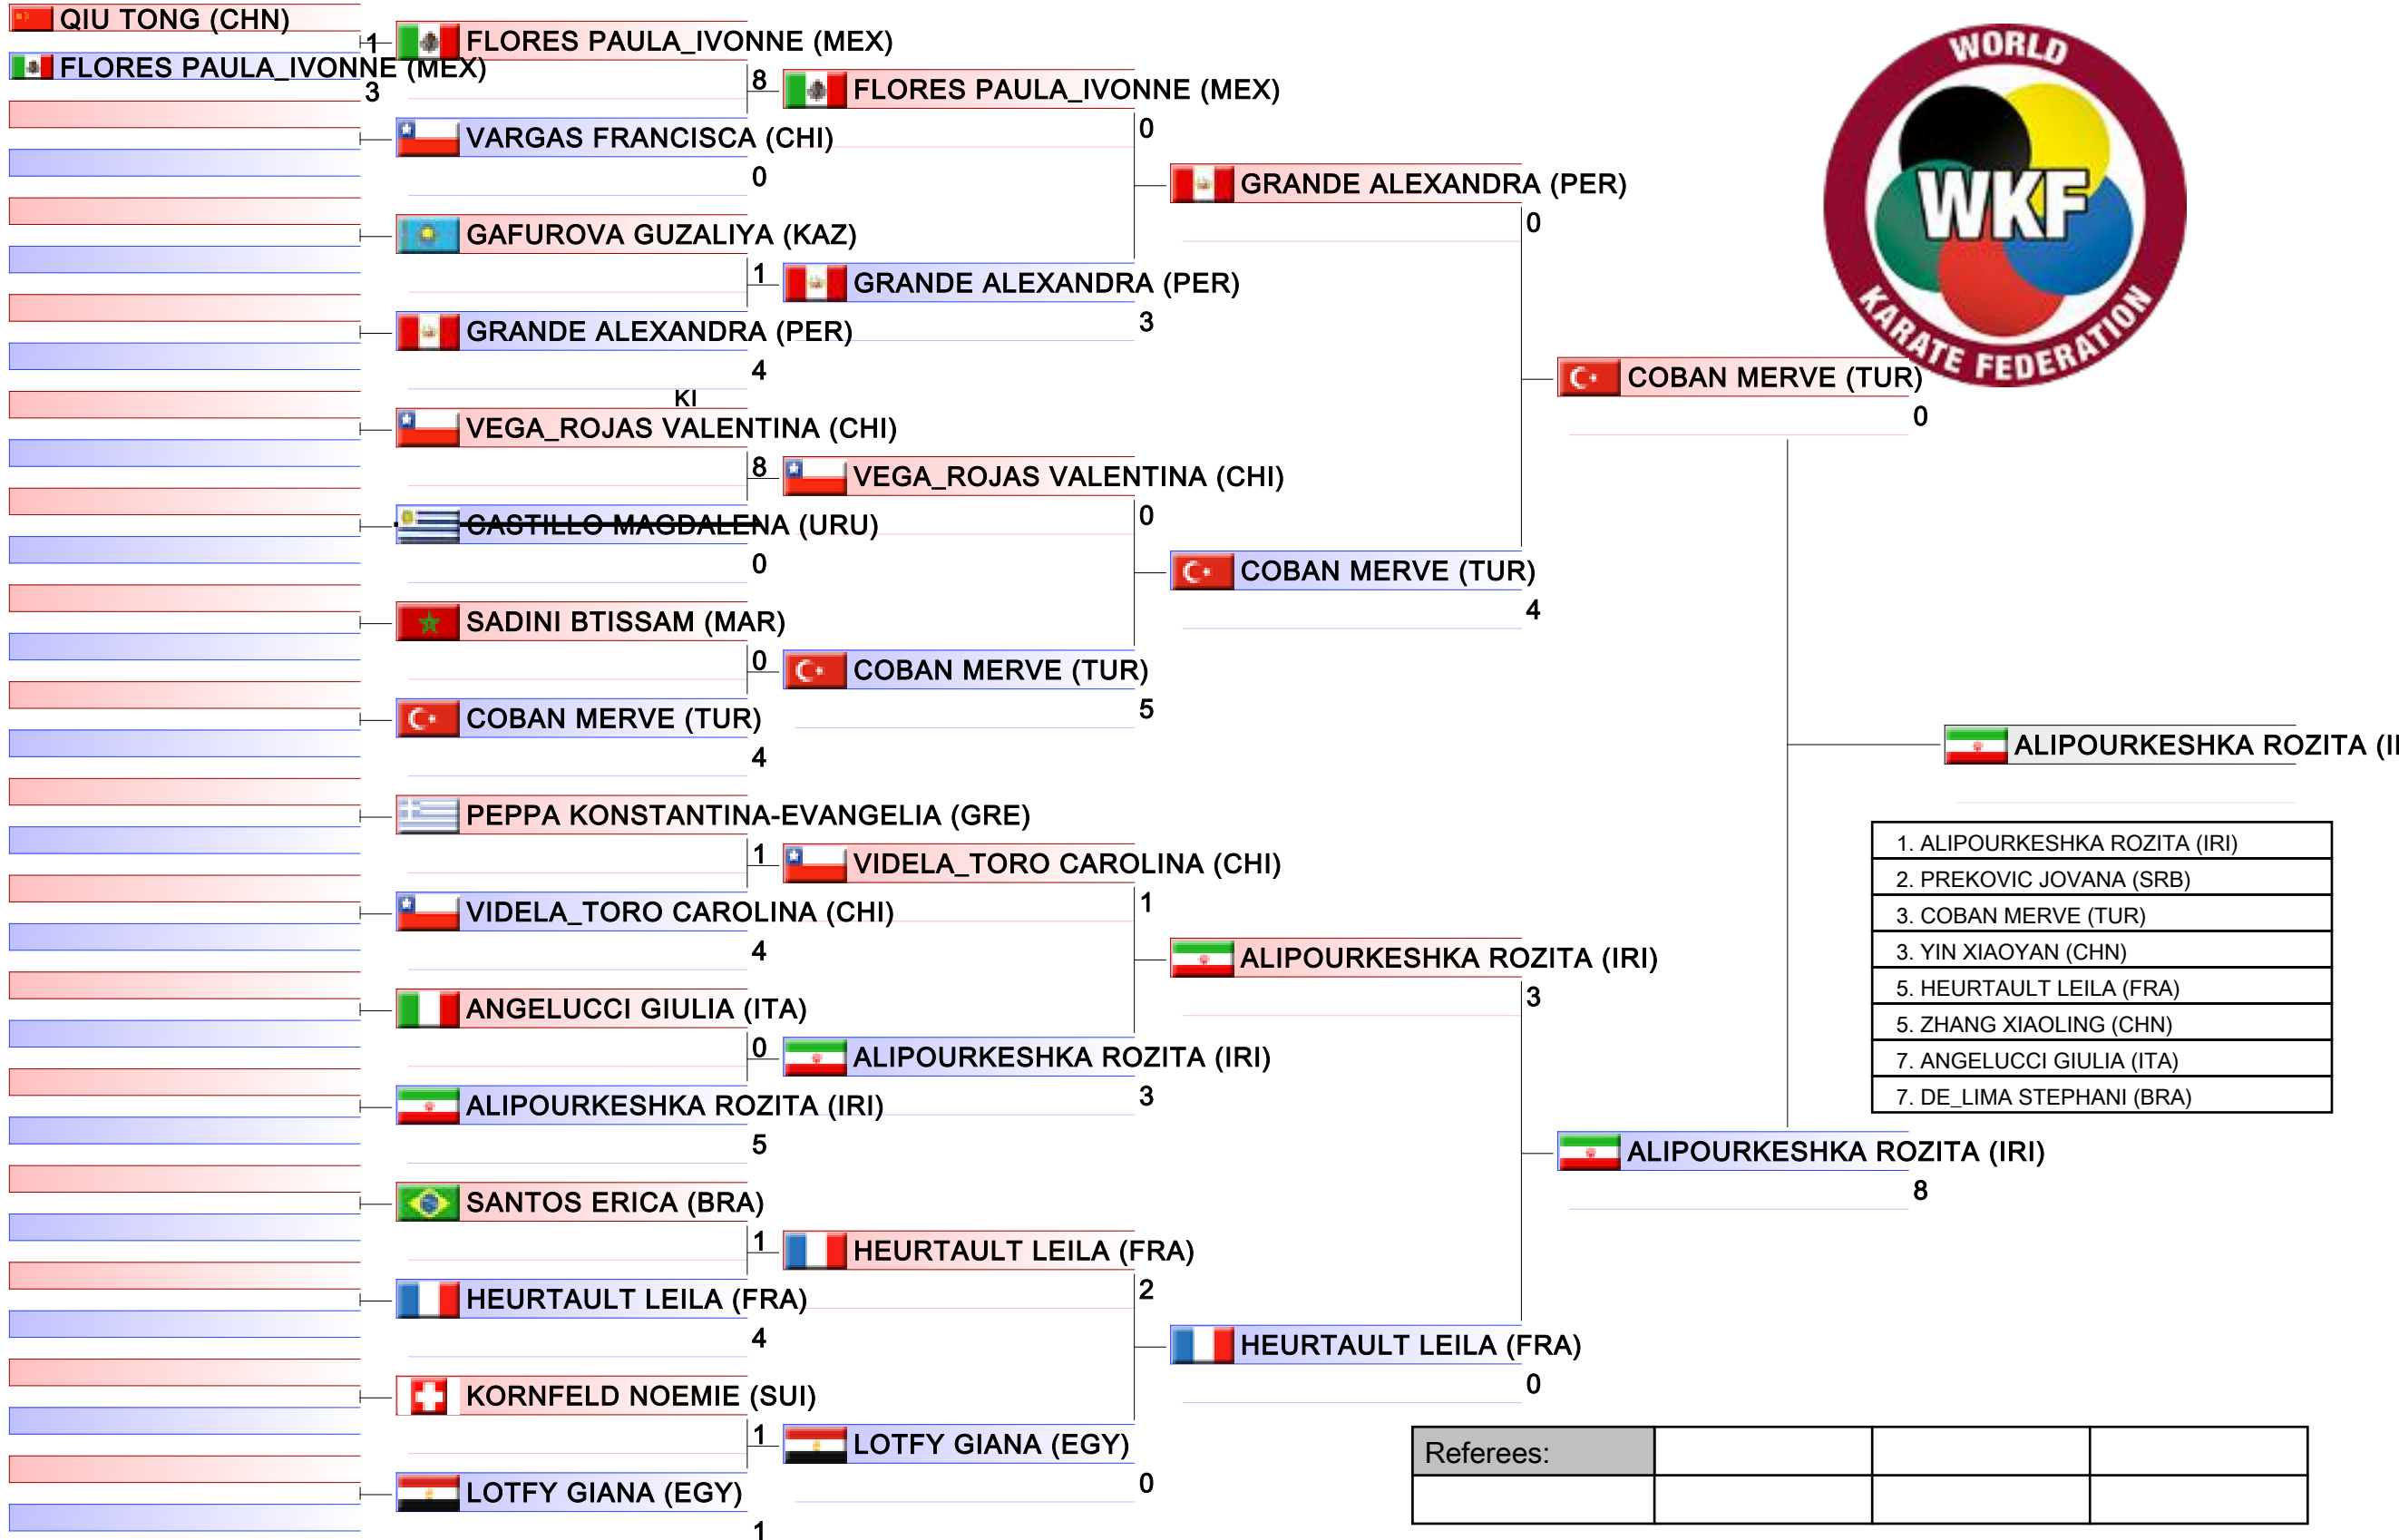 QIU TONG (CHN)
1
FLORES PAULA_IVONNE (MEX)
3
FLORES PAULA_IVONNE (MEX)
8
VARGAS FRANCISCA (CHI)
0
GAFUROVA GUZALIYA (KAZ)
1
GRANDE ALEXANDRA (PER)
4
KI
VEGA_ROJAS VALENTINA (CHI)
8
CASTILLO MAGDALENA (URU)
0
SADINI BTISSAM (MAR)
0
COBAN MERVE (TUR)
4
PEPPA KONSTANTINA-EVANGELIA (GRE)
1
VIDELA_TORO CAROLINA (CHI)
4
ANGELUCCI GIULIA (ITA)
0
ALIPOURKESHKA ROZITA (IRI)
5
SANTOS ERICA (BRA)
1
HEURTAULT LEILA (FRA)
4
KORNFELD NOEMIE (SUI)
1
LOTFY GIANA (EGY)
1
FLORES PAULA_IVONNE (MEX)
0
GRANDE ALEXANDRA (PER)
3
VEGA_ROJAS VALENTINA (CHI)
0
COBAN MERVE (TUR)
5
VIDELA_TORO CAROLINA (CHI)
1
ALIPOURKESHKA ROZITA (IRI)
3
HEURTAULT LEILA (FRA)
2
LOTFY GIANA (EGY)
0
GRANDE ALEXANDRA (PER)
0
COBAN MERVE (TUR)
4
ALIPOURKESHKA ROZITA (IRI)
3
HEURTAULT LEILA (FRA)
0
COBAN MERVE (TUR)
0
ALIPOURKESHKA ROZITA (IRI)
8
WORLD
WKF
KARATE FEDERATION
ALIPOURKESHKA ROZITA (I
1. ALIPOURKESHKA ROZITA (IRI)
2. PREKOVIC JOVANA (SRB)
3. COBAN MERVE (TUR)
3. YIN XIAOYAN (CHN)
5. HEURTAULT LEILA (FRA)
5. ZHANG XIAOLING (CHN)
7. ANGELUCCI GIULIA (ITA)
7. DE_LIMA STEPHANI (BRA)
Referees: